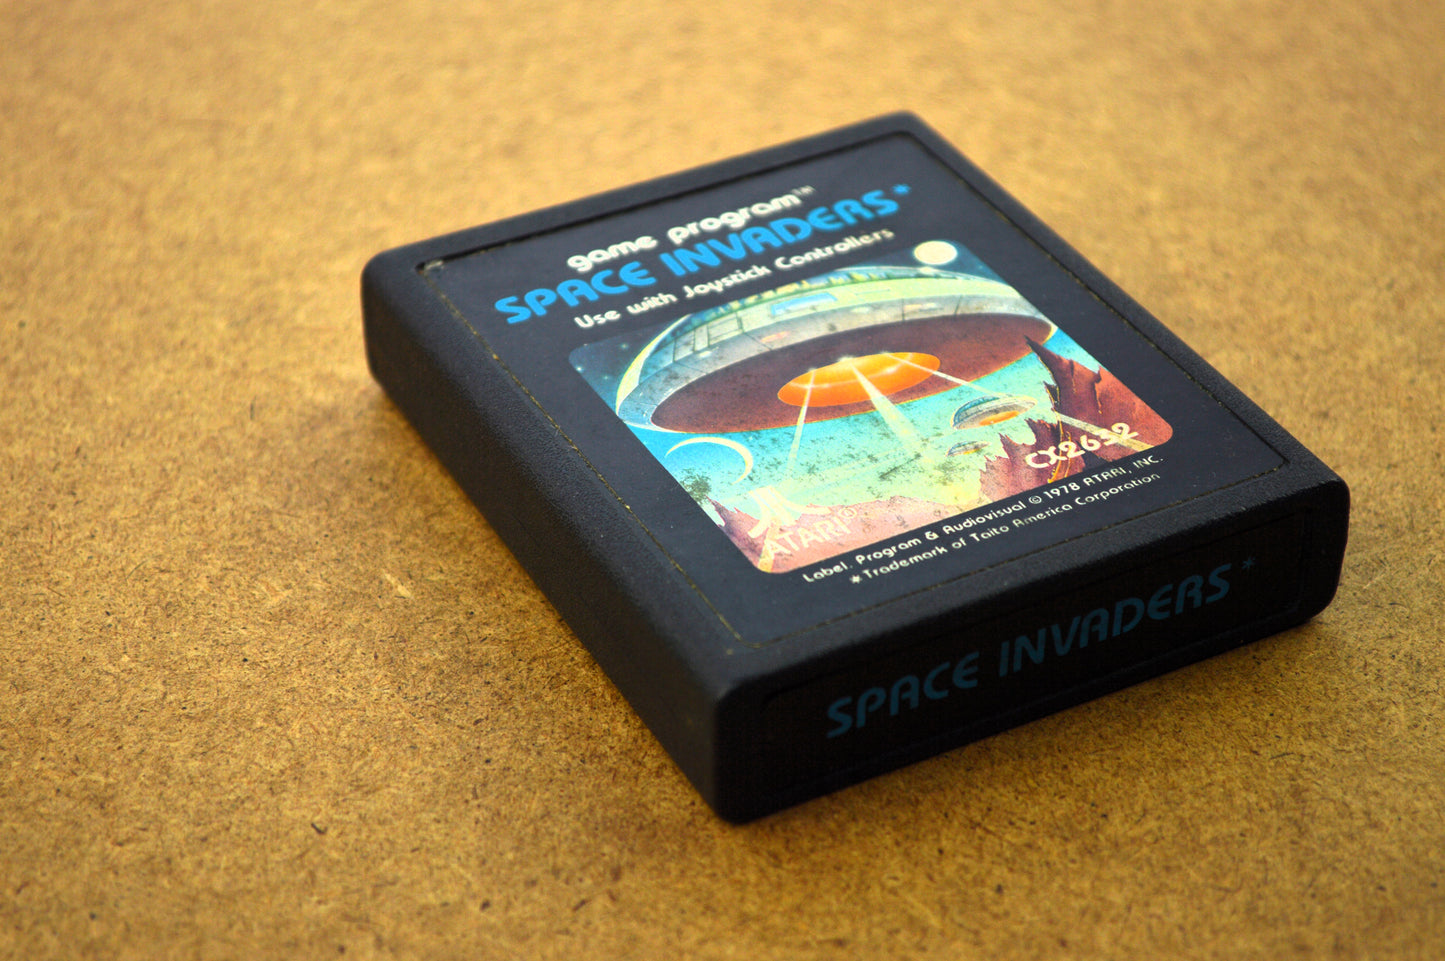 game program™
SPACE INVADERS*
Use with Joystick Controllers
CX2632
ATARI®
Label, Program & Audiovisual © 1978 ATARI, INC.
*Trademark of Taito America Corporation
SPACE INVADERS*